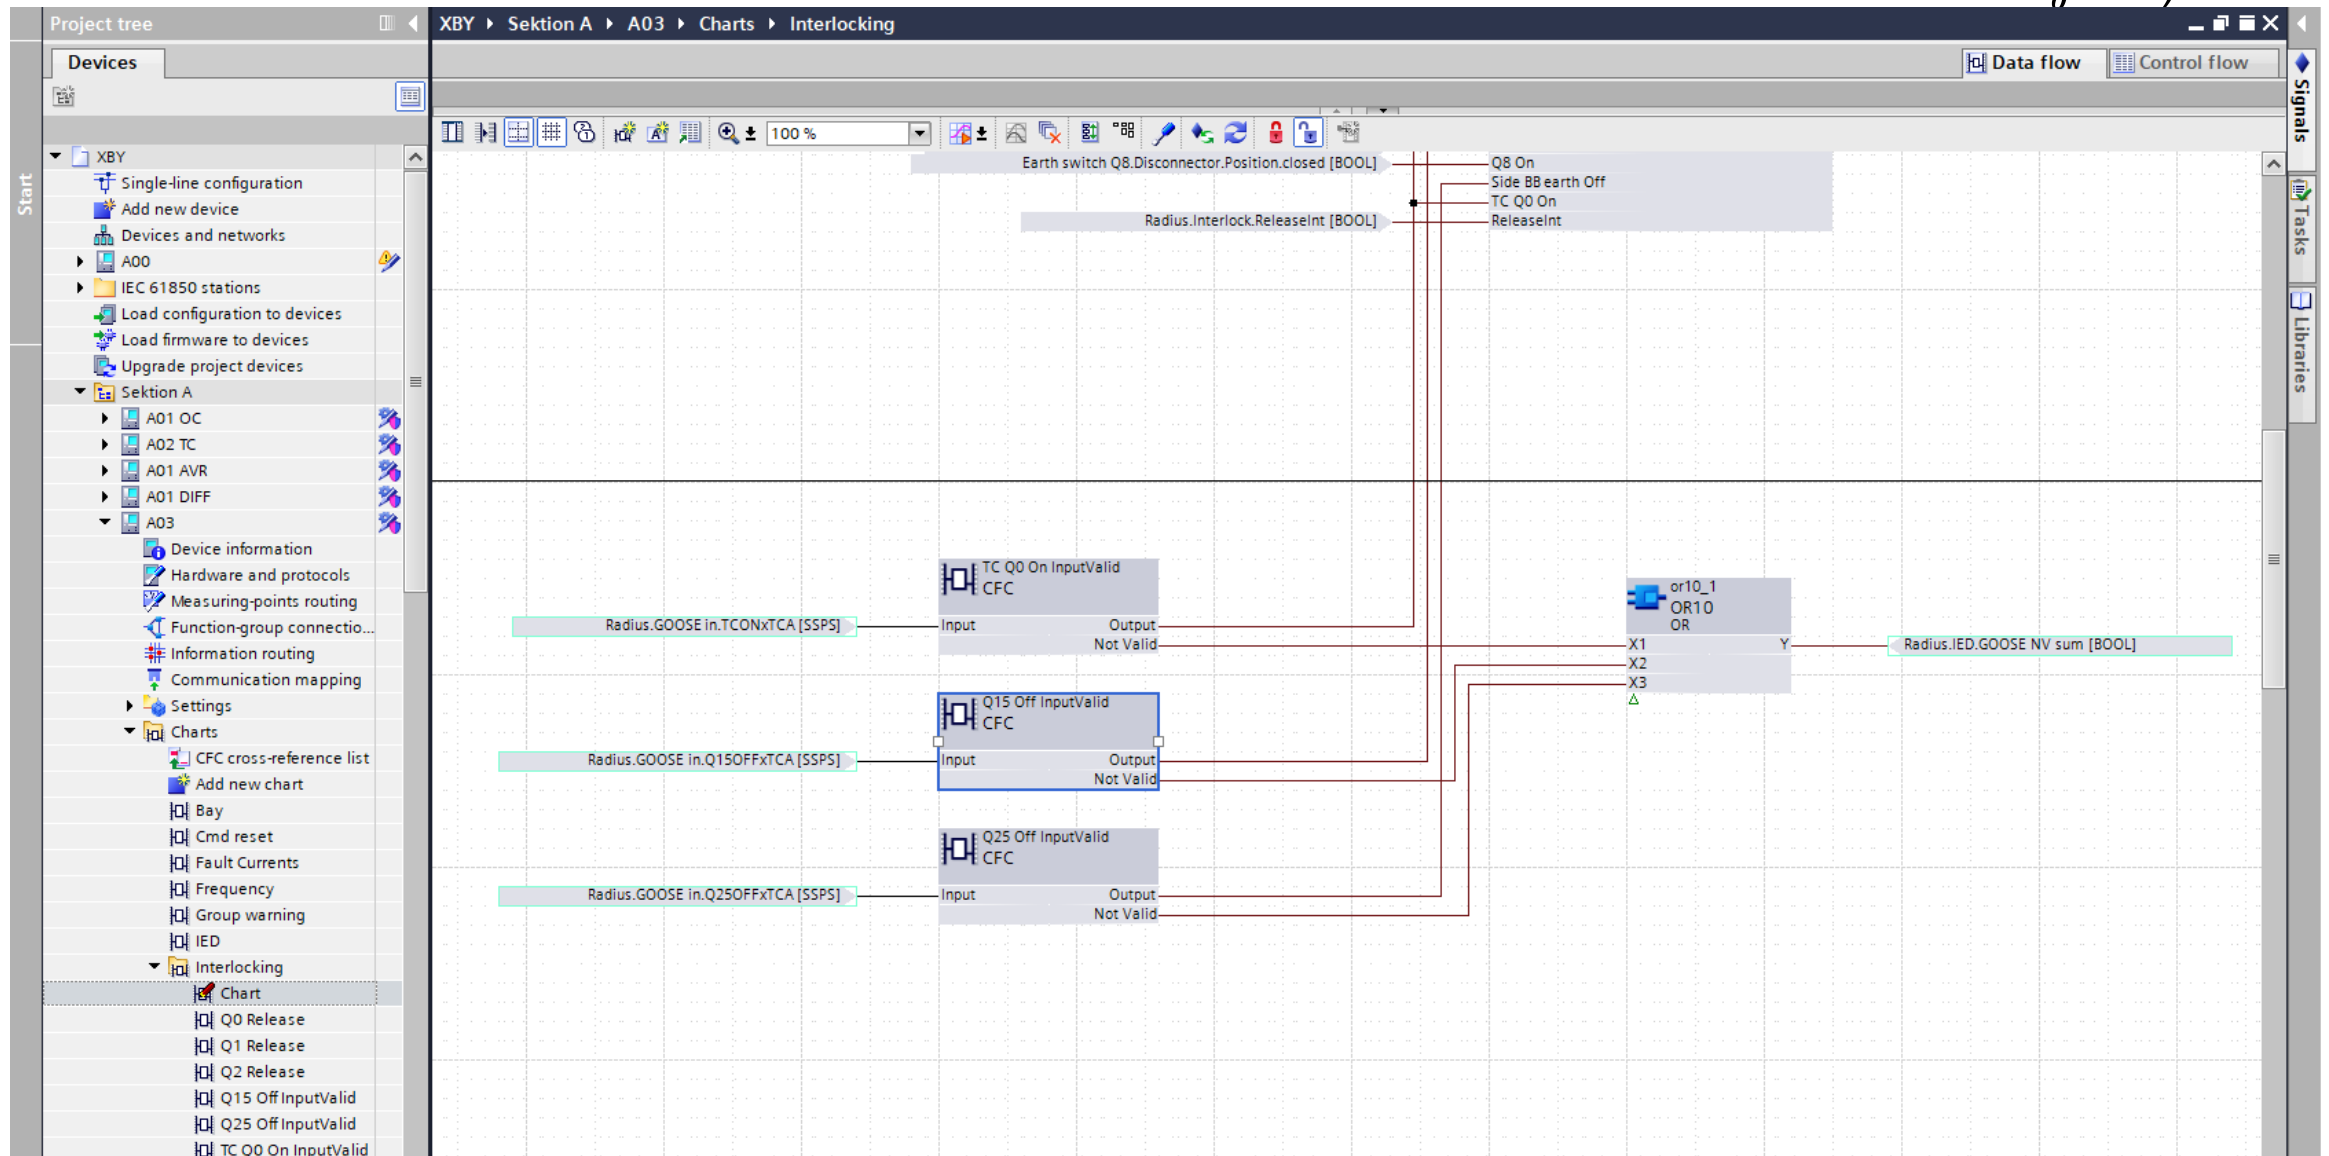 Project tree
XBY ▸ Sektion A ▸ A03 ▸ Charts ▸ Interlocking
Devices
Data flow
Control flow
Start
Signals
Tasks
Libraries
100 %
XBY
Single-line configuration
Add new device
Devices and networks
A00
IEC 61850 stations
Load configuration to devices
Load firmware to devices
Upgrade project devices
Sektion A
A01 OC
A02 TC
A01 AVR
A01 DIFF
A03
Device information
Hardware and protocols
Measuring-points routing
Function-group connectio...
Information routing
Communication mapping
Settings
Charts
CFC cross-reference list
Add new chart
Bay
Cmd reset
Fault Currents
Frequency
Group warning
IED
Interlocking
Chart
Q0 Release
Q1 Release
Q2 Release
Q15 Off InputValid
Q25 Off InputValid
TC Q0 On InputValid
Earth switch Q8.Disconnector.Position.closed [BOOL]
Q8 On
Side BB earth Off
TC Q0 On
Radius.Interlock.ReleaseInt [BOOL]
ReleaseInt
TC Q0 On InputValid
CFC
Radius.GOOSE in.TCONxTCA [SSPS]
Input
Output
Not Valid
Q15 Off InputValid
CFC
Radius.GOOSE in.Q15OFFxTCA [SSPS]
Input
Output
Not Valid
Q25 Off InputValid
CFC
Radius.GOOSE in.Q25OFFxTCA [SSPS]
Input
Output
Not Valid
or10_1
OR10
OR
X1
Y
X2
X3
Radius.IED.GOOSE NV sum [BOOL]